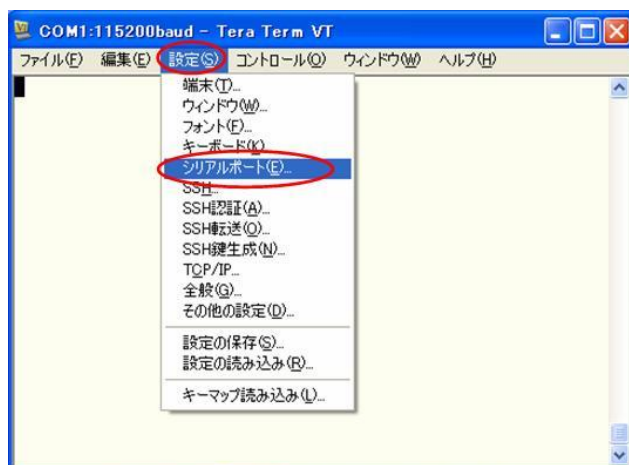 COM1:115200baud - Tera Term VT
ファイル(F) 編集(E) 設定(S) コントロール(O) ウィンドウ(W) ヘルプ(H)
端末(T)...
ウィンドウ(W)...
フォント(F)...
キーボード(K)...
シリアルポート(E)...
SSH...
SSH認証(A)...
SSH転送(O)...
SSH鍵生成(N)...
TCP/IP...
全般(G)...
その他の設定(D)...
設定の保存(S)...
設定の読み込み(R)...
キーマップ読み込み(L)...